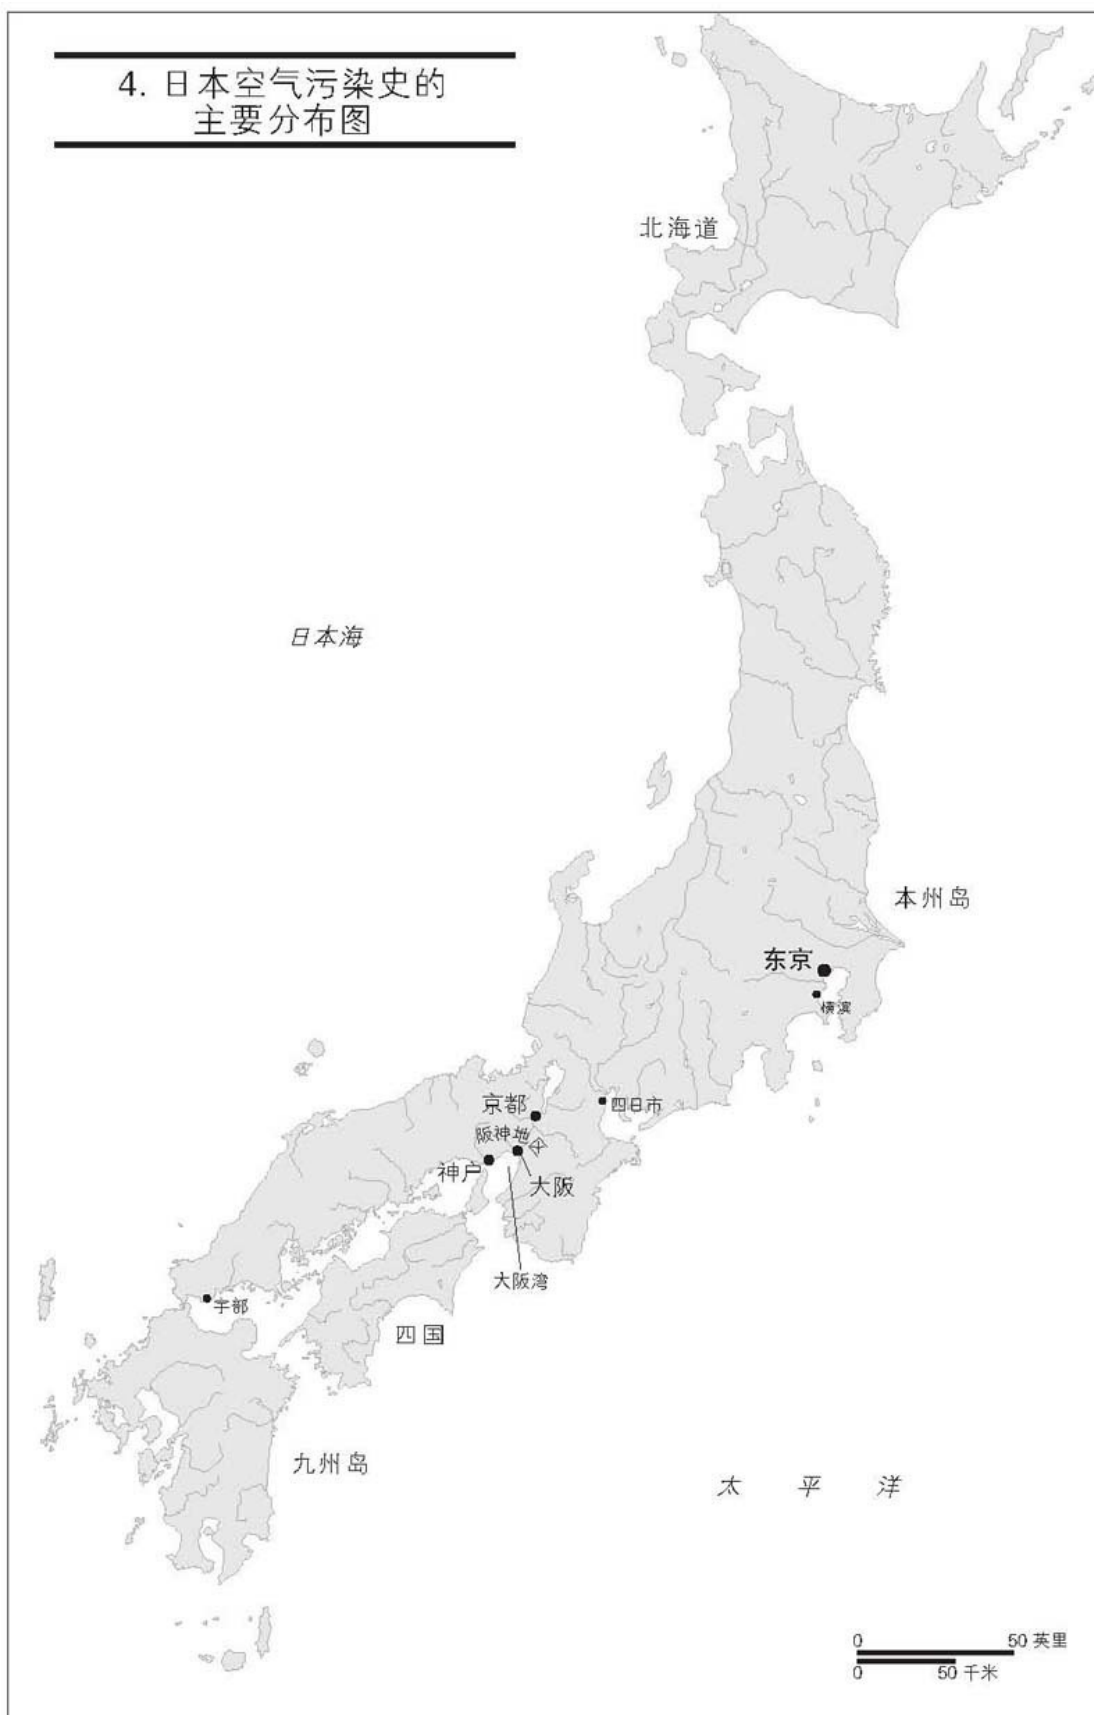 4. 日本空气污染史的
主要分布图
北海道
日本海
本州岛
东京
横滨
京都
四日市
阪神地区
神户
大阪
大阪湾
宇部
四国
九州岛
太平洋
0 50 英里
0 50 千米